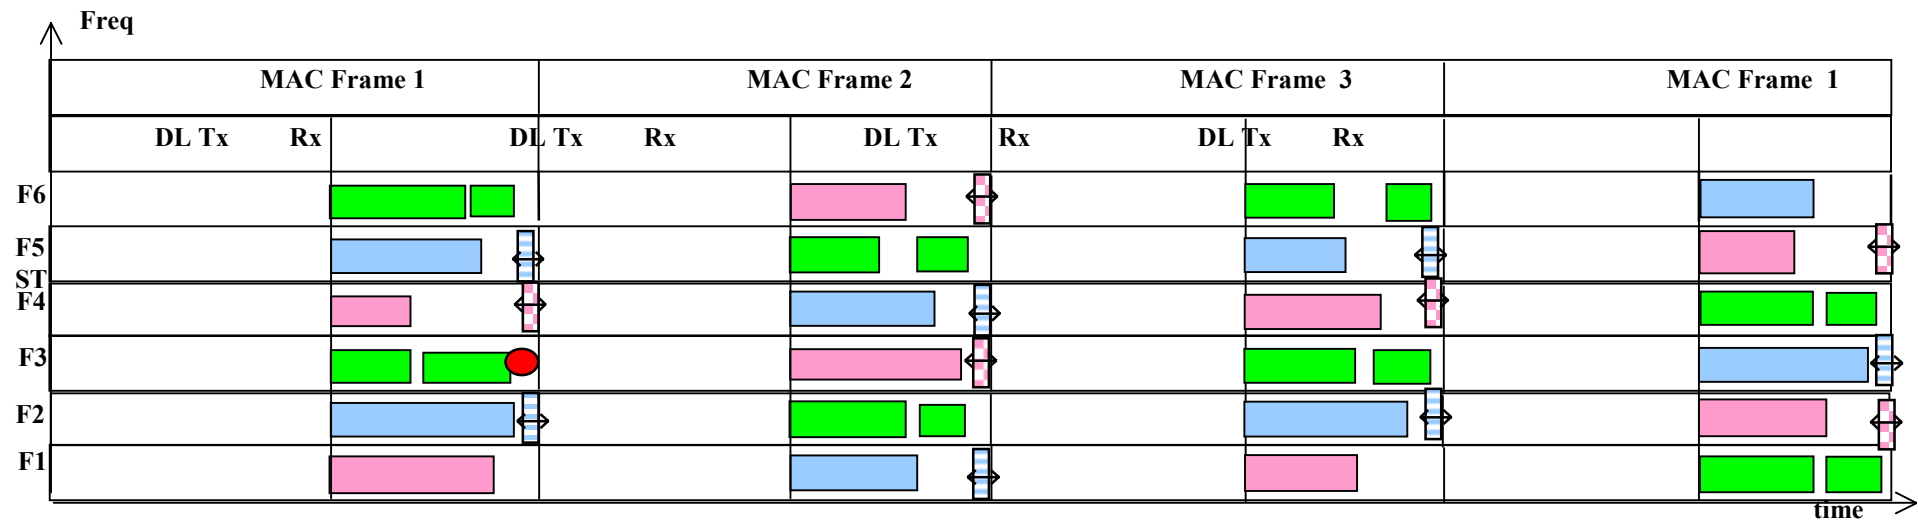 Freq
MAC Frame 1 MAC Frame 2 MAC Frame 3 MAC Frame 1
DL Tx Rx DL Tx Rx DL Tx Rx DL Tx Rx
F6
F5
ST
F4
F3
F2
F1
time